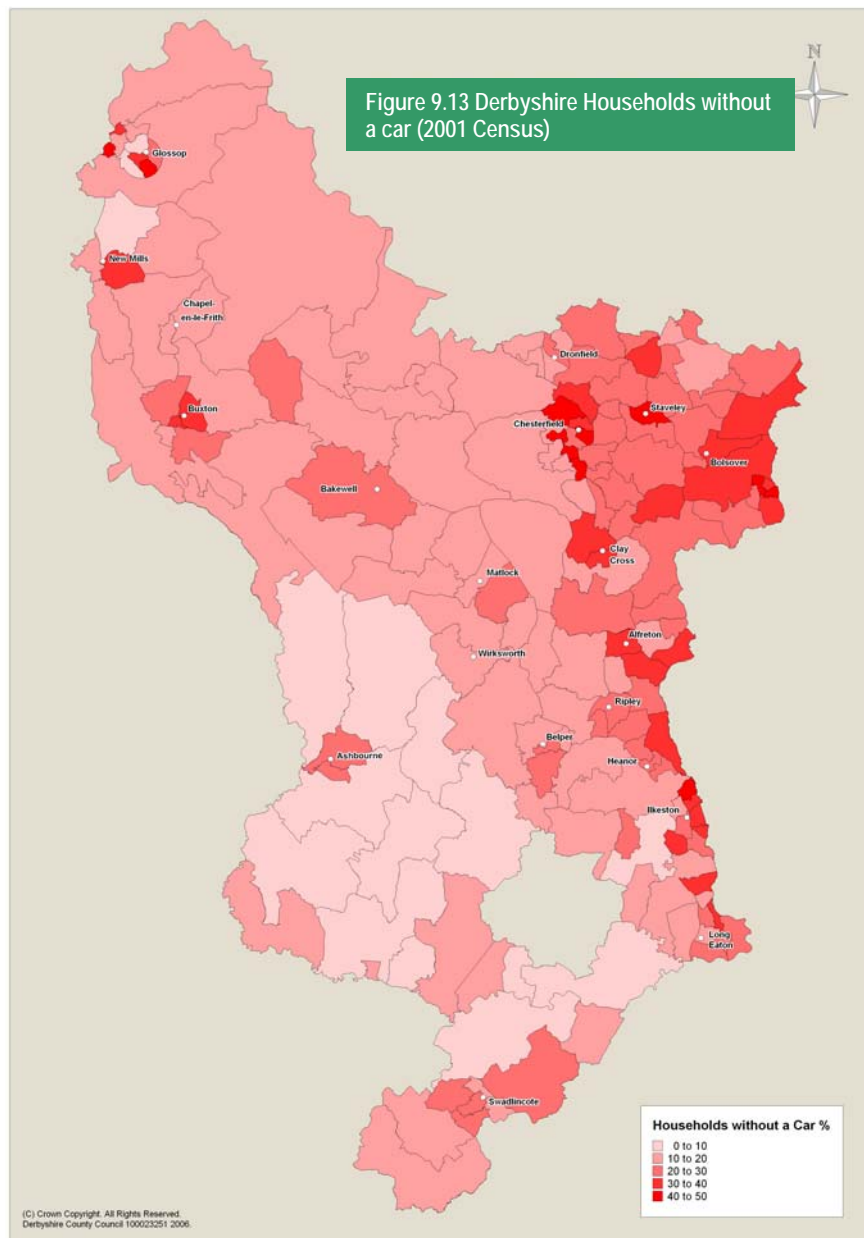 N
Figure 9.13 Derbyshire Households without
a car (2001 Census)
Glossop
New Mills
Chapel-
en-le-Frith
Dronfield
Buxton
Staveley
Chesterfield
Bolsover
Bakewell
Clay
Cross
Matlock
Alfreton
Wirksworth
Ripley
Belper
Ashbourne
Heanor
Ilkeston
Long
Eaton
Swadlincote
Households without a Car %
0 to 10
10 to 20
20 to 30
30 to 40
40 to 50
(C) Crown Copyright. All Rights Reserved.
Derbyshire County Council 100023251 2006.